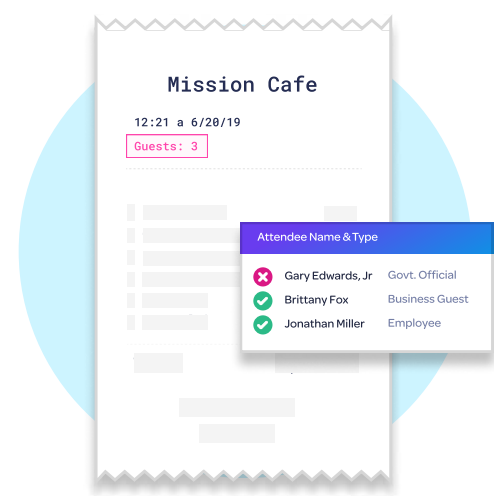 Mission Cafe
12:21 a 6/20/19
Guests: 3
Attendee Name & Type
Gary Edwards, Jr Govt. Official
Brittany Fox Business Guest
Jonathan Miller Employee